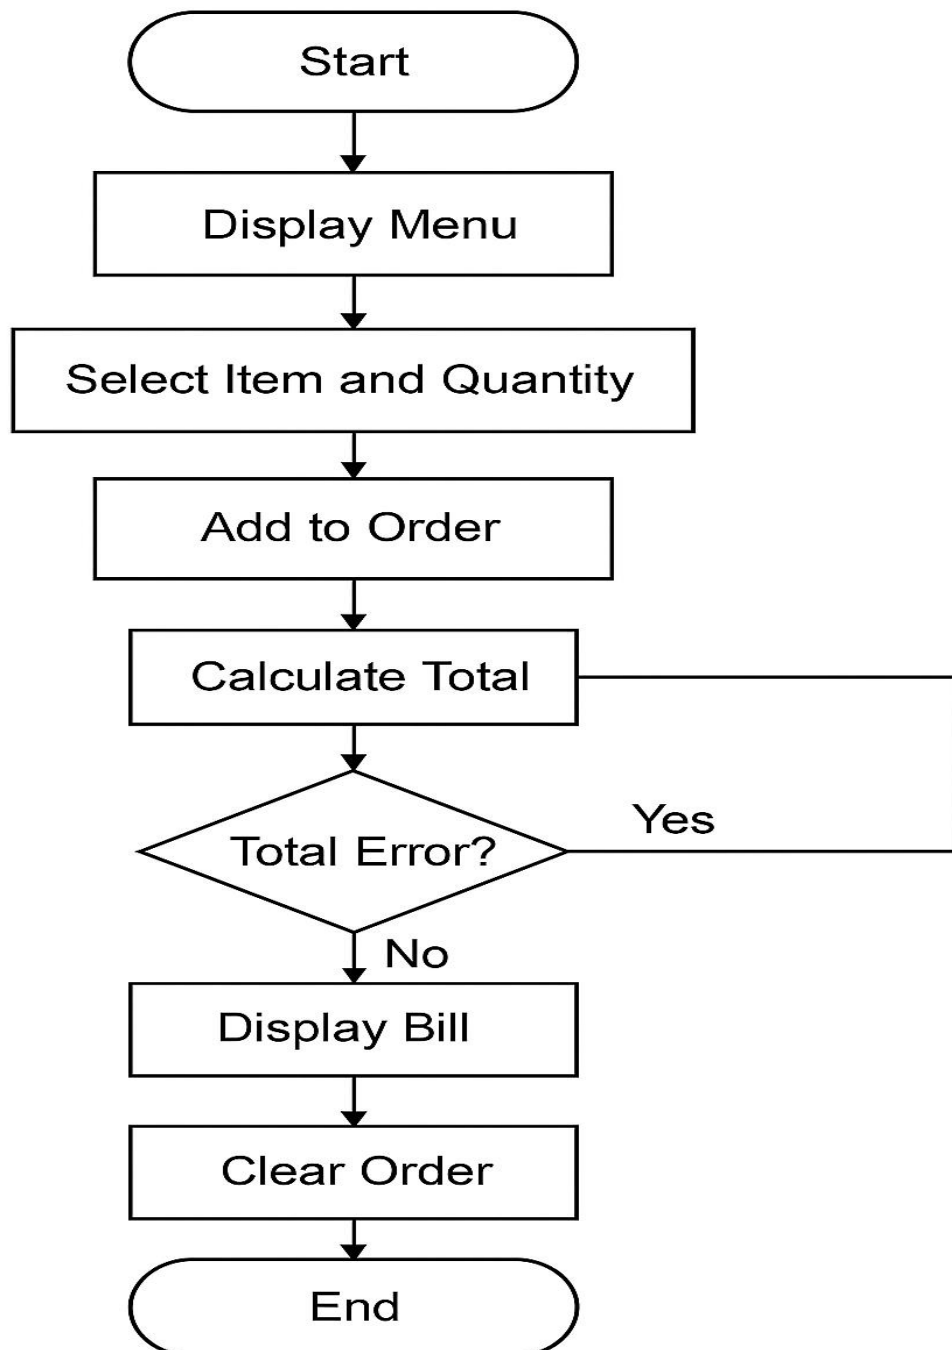 Start
Display Menu
Select Item and Quantity
Add to Order
Calculate Total
Total Error?
Yes
No
Display Bill
Clear Order
End